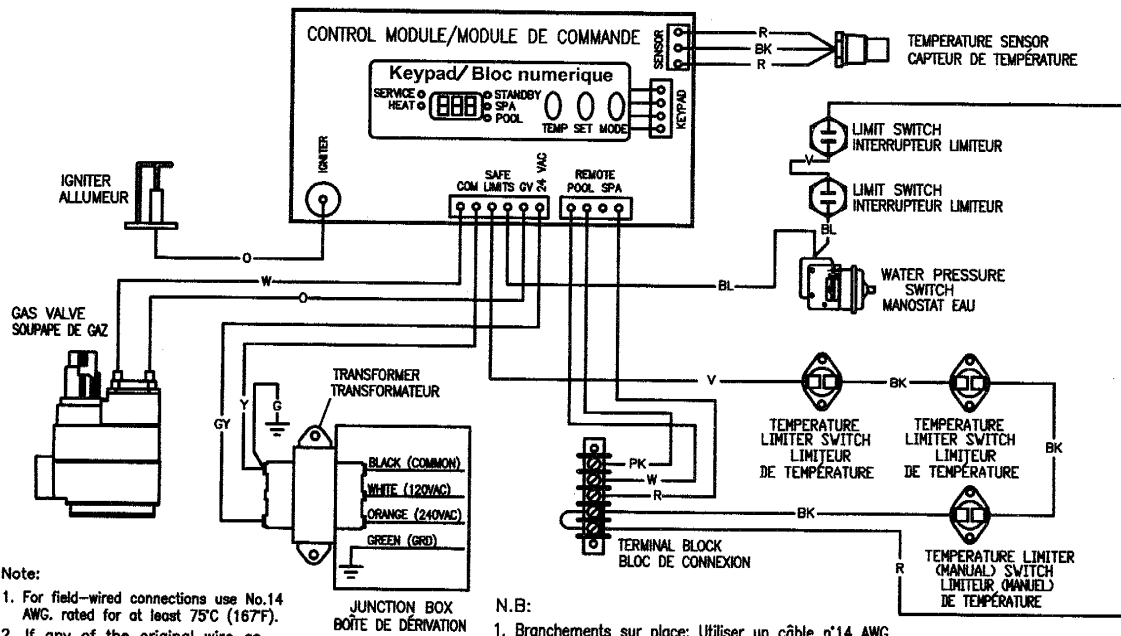 CONTROL MODULE/MODULE DE COMMANDE
SENSOR
R
BK
R
TEMPERATURE SENSOR
CAPTEUR DE TEMPÉRATURE
Keypad/ Bloc numerique
SERVICE
HEAT
888
STANDBY
SPA
POOL
TEMP SET MODE
KEYPAD
IGNITER
SAFE
COM LIMITS GV 24 VAC
REMOTE
POOL SPA
LIMIT SWITCH
INTERRUPTEUR LIMITEUR
V
LIMIT SWITCH
INTERRUPTEUR LIMITEUR
BL
IGNITER
ALLUMEUR
O
W
O
BL
WATER PRESSURE
SWITCH
MANOSTAT EAU
GAS VALVE
SOUPAPE DE GAZ
TRANSFORMER
TRANSFORMATEUR
GY
Y
G
V
BK
TEMPERATURE
LIMITER SWITCH
LIMITEUR
DE TEMPÉRATURE
TEMPERATURE
LIMITER SWITCH
LIMITEUR
DE TEMPÉRATURE
BK
BLACK (COMMON)
WHITE (120VAC)
ORANGE (240VAC)
GREEN (GRD)
PK
W
R
BK
TERMINAL BLOCK
BLOC DE CONNEXION
R
TEMPERATURE LIMITER
(MANUAL) SWITCH
LIMITEUR (MANUEL)
DE TEMPÉRATURE
JUNCTION BOX
BOÎTE DE DÉRIVATION
Note:
1. For field-wired connections use No.14
AWG. rated for at least 75°C (167°F).
2. If any of the original wire as
N.B:
1. Branchements sur place: Utiliser un câble n°14 AWG